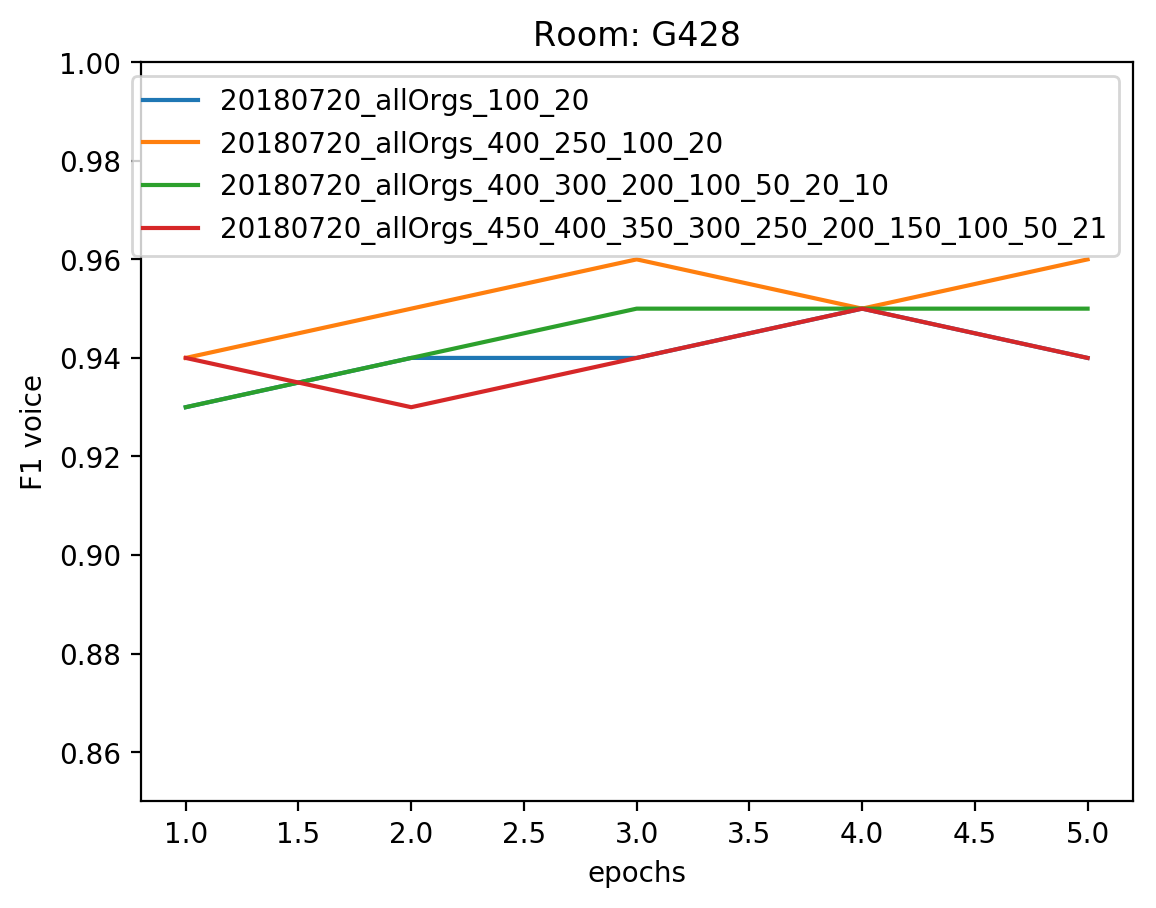 Room: G428
1.00
0.98
0.96
0.94
0.92
0.90
0.88
0.86
F1 voice
20180720_allOrgs_100_20
20180720_allOrgs_400_250_100_20
20180720_allOrgs_400_300_200_100_50_20_10
20180720_allOrgs_450_400_350_300_250_200_150_100_50_21
1.0 1.5 2.0 2.5 3.0 3.5 4.0 4.5 5.0
epochs